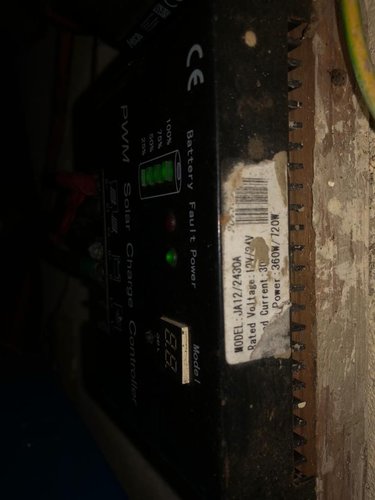 CE
100%
70%
50%
25%
Battery Fault Power
PWM Solar Charge Controller
Model
MODEL:JA12/2430A
Rated Voltage:12V/24V
d Current:30
Power:360W/720W